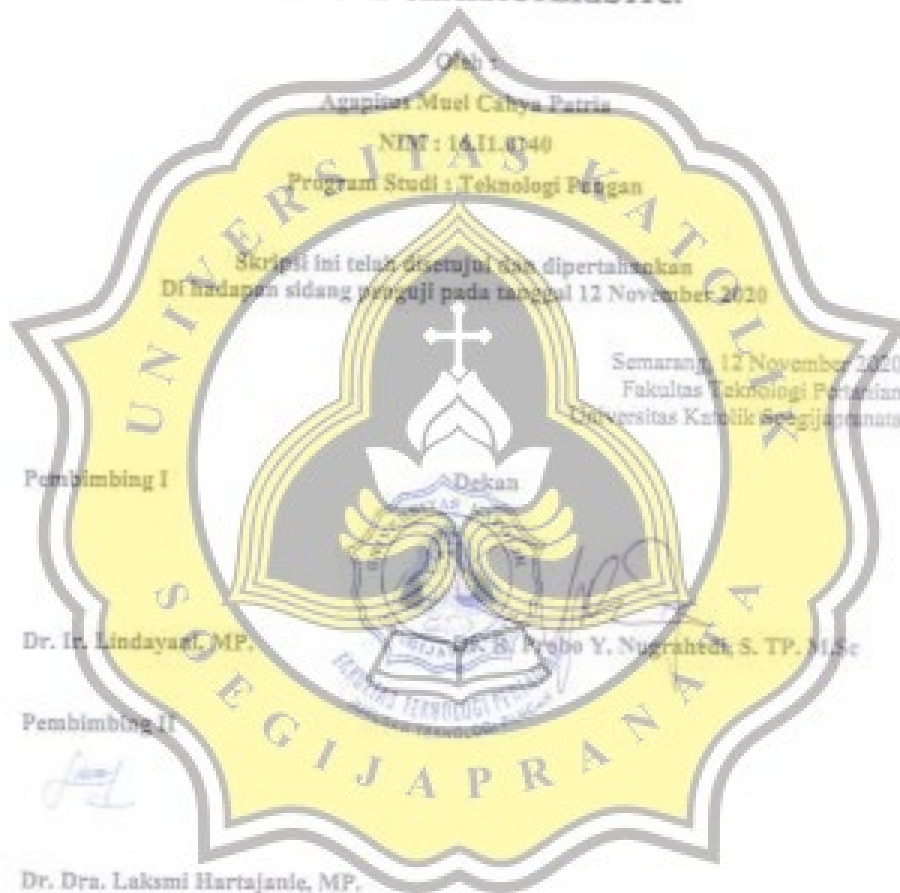 Oleh :
Agapitus Muel Cahya Patria
NIM : 16.I1.0140
Program Studi : Teknologi Pangan
Skripsi ini telah disetujui dan dipertahankan
Di hadapan sidang penguji pada tanggal 12 November 2020
Semarang, 12 November 2020
Fakultas Teknologi Pertanian
Universitas Katolik Soegijapranata
Pembimbing I
Dekan
Dr. Ir. Lindayani, MP.
Probo Y. Nugrahedi, S. TP. M.Sc
Pembimbing II
Dr. Dra. Laksmi Hartajanie, MP.
UNIVERSITAS KATOLIK
SOEGIJAPRANATA
FAKULTAS TEKNOLOGI